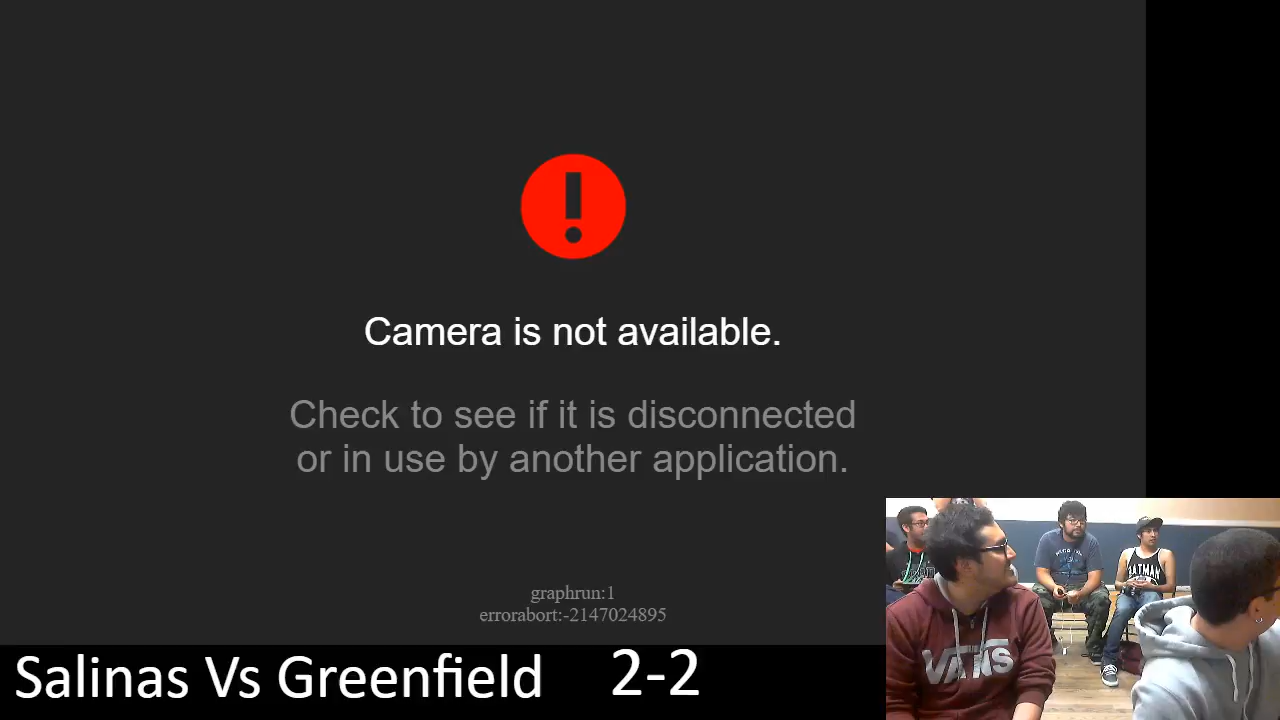 Camera is not available.
Check to see if it is disconnected
or in use by another application.
graphrun:1
errorabort:-2147024895
BATMAN
VANS
Salinas Vs Greenfield 2-2